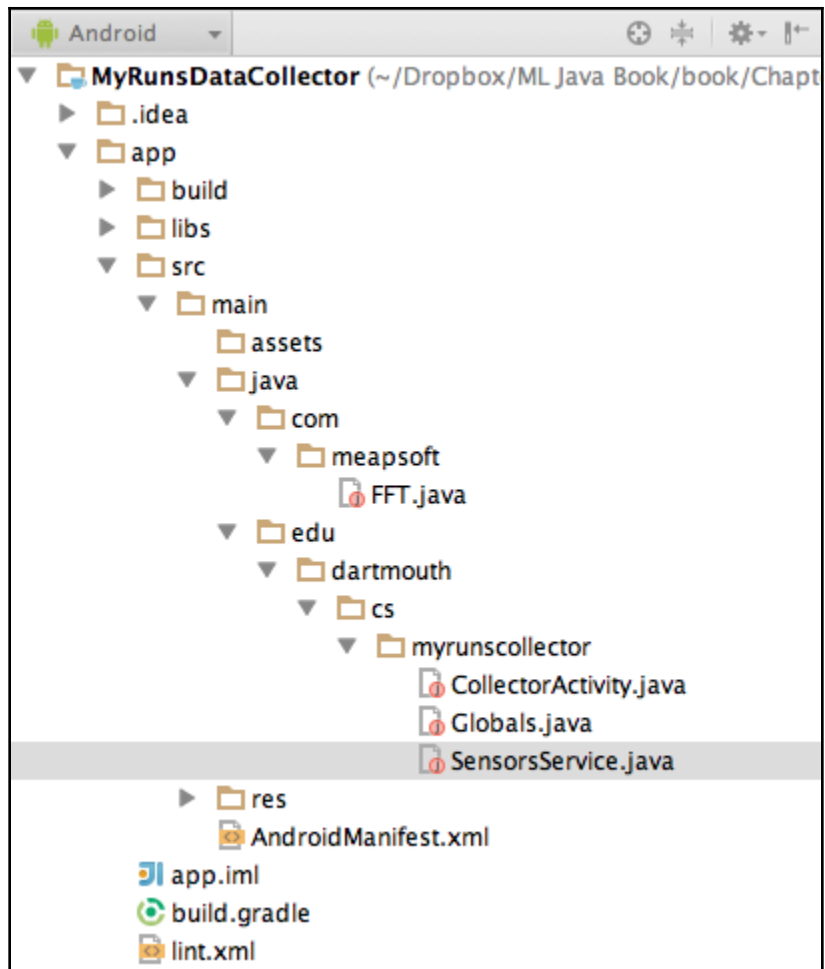 Android
MyRunsDataCollector (~/Dropbox/ML Java Book/book/Chapt
.idea
app
build
libs
src
main
assets
java
com
meapsoft
FFT.java
edu
dartmouth
cs
myrunscollector
CollectorActivity.java
Globals.java
SensorsService.java
res
AndroidManifest.xml
app.iml
build.gradle
lint.xml